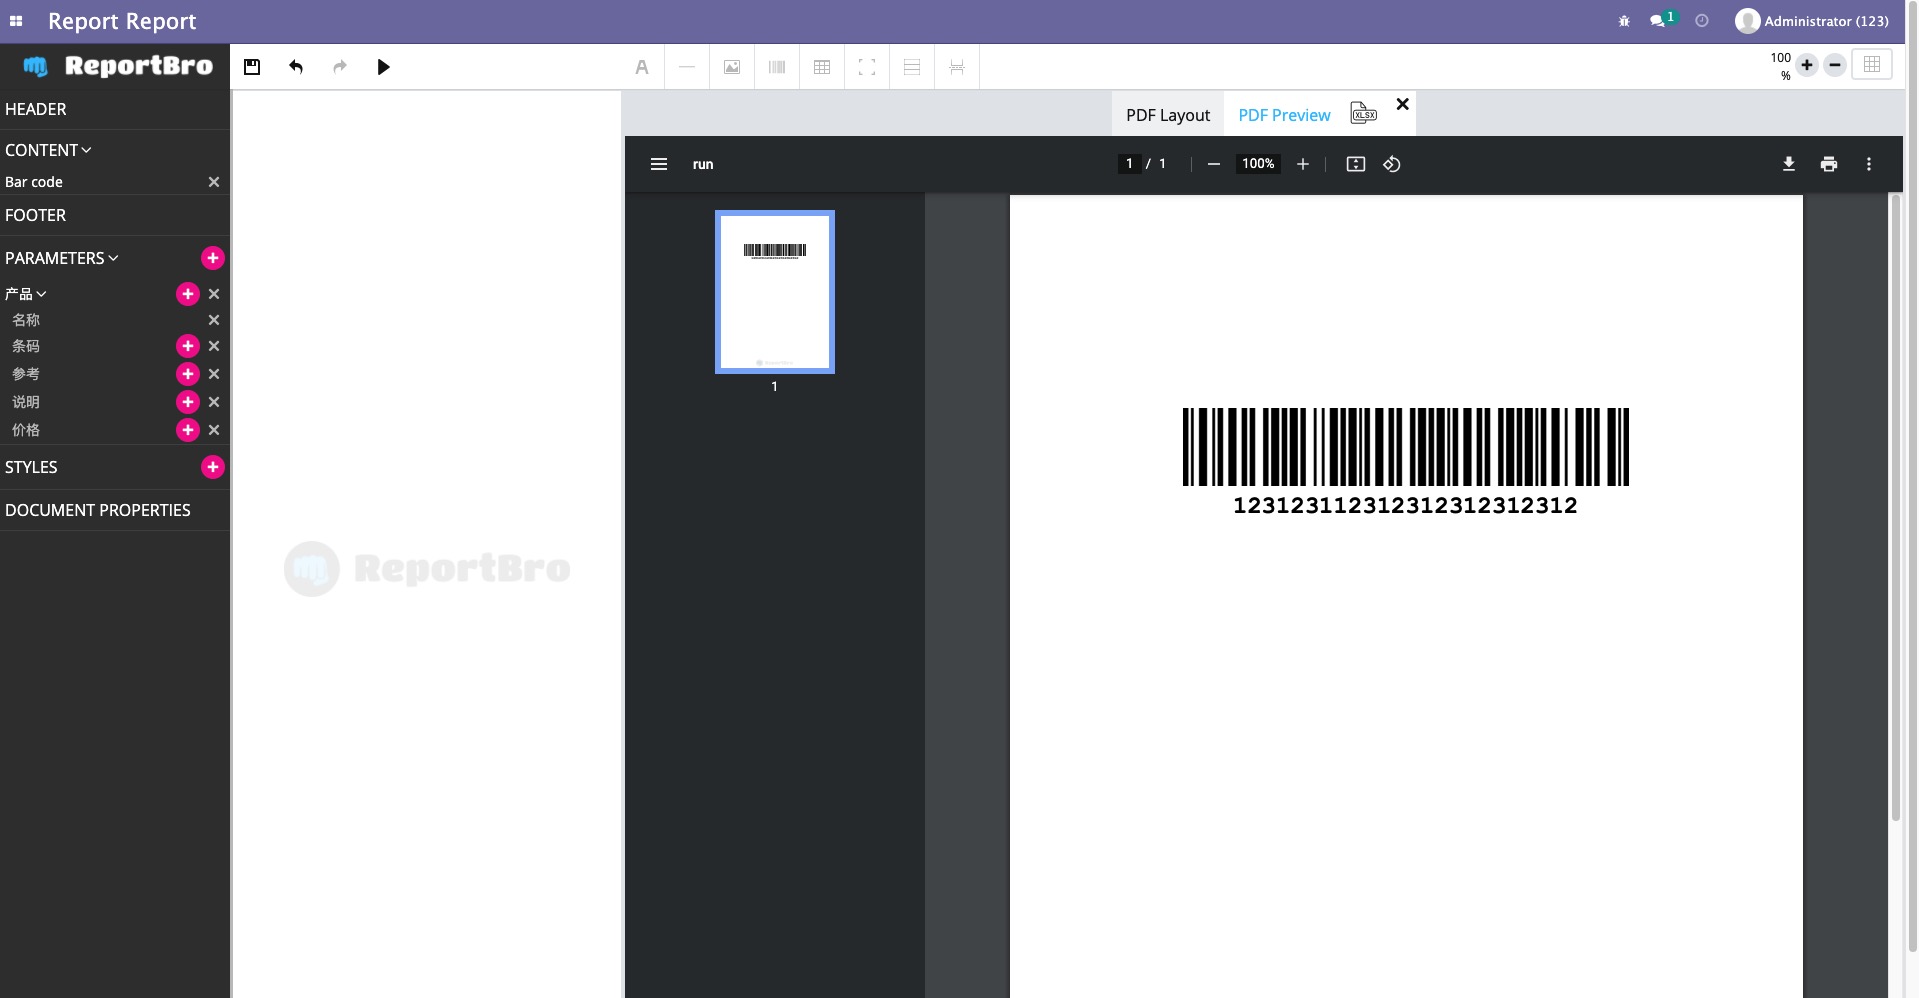 Report Report
1
Administrator (123)
ReportBro
A
100
%
HEADER
CONTENT
Bar code
FOOTER
PARAMETERS
产品
名称
条码
参考
说明
价格
STYLES
DOCUMENT PROPERTIES
ReportBro
PDF Layout
PDF Preview
XLSX
run
1 / 1
100%
1
123123112312312312312312